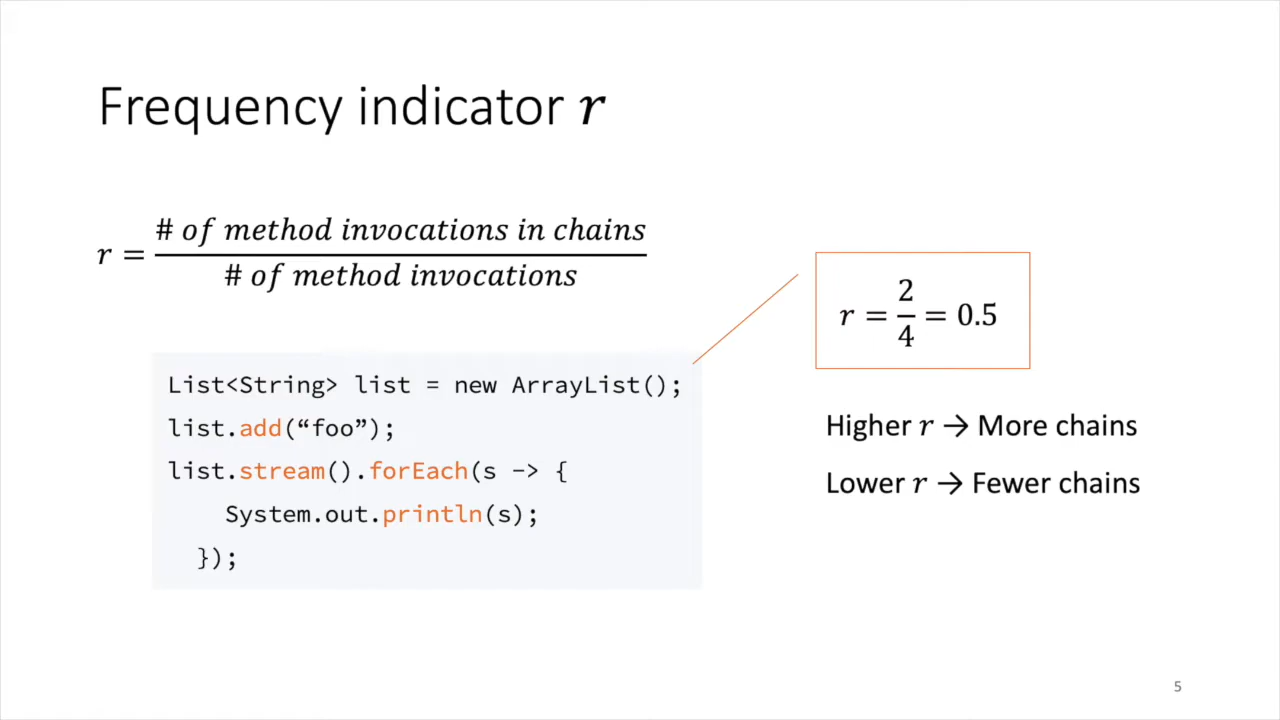 Frequency indicator r
r = # of method invocations in chains / # of method invocations
List<String> list = new ArrayList();
list.add(“foo”);
list.stream().forEach(s -> {
System.out.println(s);
});
r = 2/4 = 0.5
Higher r → More chains
Lower r → Fewer chains
5